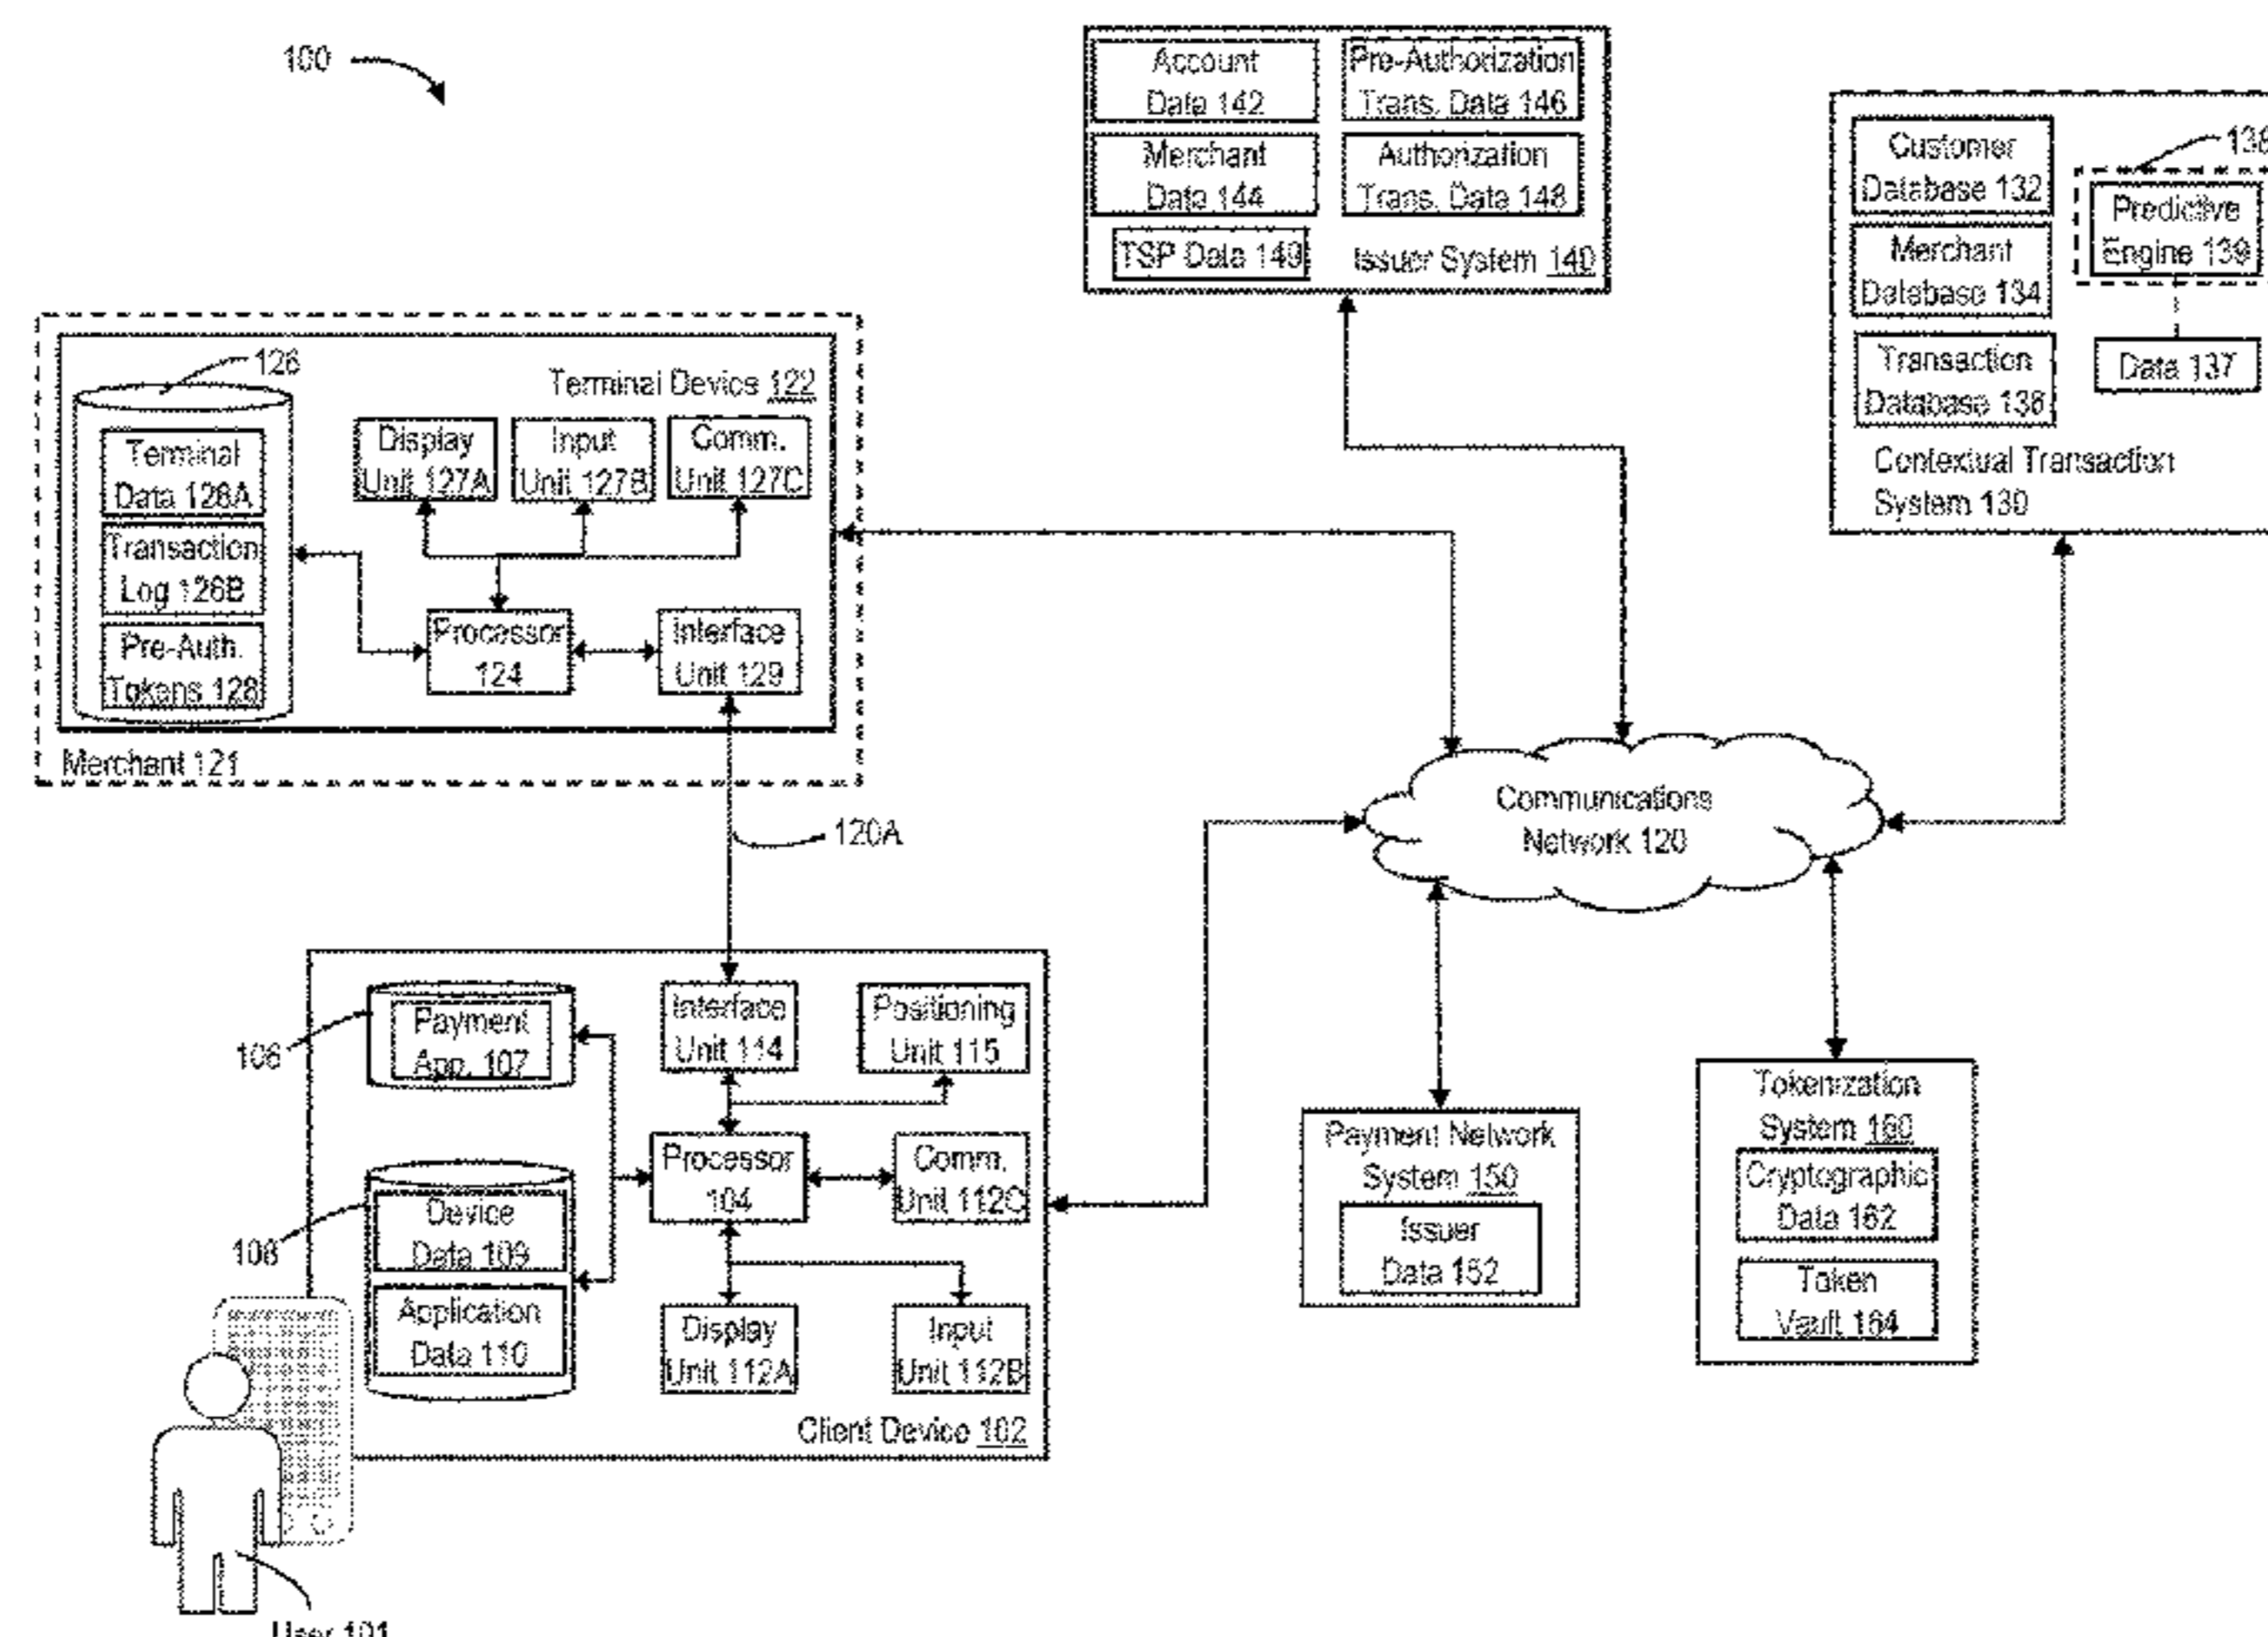 100
Account
Data 142
Pre-Authorization
Trans. Data 146
Merchant
Data 144
Authorization
Trans. Data 148
TSP Data 149
Issuer System 140
Customer
Database 132
138
Predictive
Engine 139
Merchant
Database 134
Transaction
Database 136
Data 137
Contextual Transaction
System 130
126
Terminal Device 122
Terminal
Data 126A
Display
Unit 127A
Input
Unit 127B
Comm.
Unit 127C
Transaction
Log 126B
Pre-Auth.
Tokens 128
Processor
124
Interface
Unit 129
Merchant 121
120A
Communications
Network 120
106
Payment
App. 107
Interface
Unit 114
Positioning
Unit 115
Processor
104
Comm.
Unit 112C
108
Device
Data 109
Application
Data 110
Display
Unit 112A
Input
Unit 112B
Client Device 102
Payment Network
System 150
Issuer
Data 152
Tokenization
System 160
Cryptographic
Data 162
Token
Vault 164
User 101